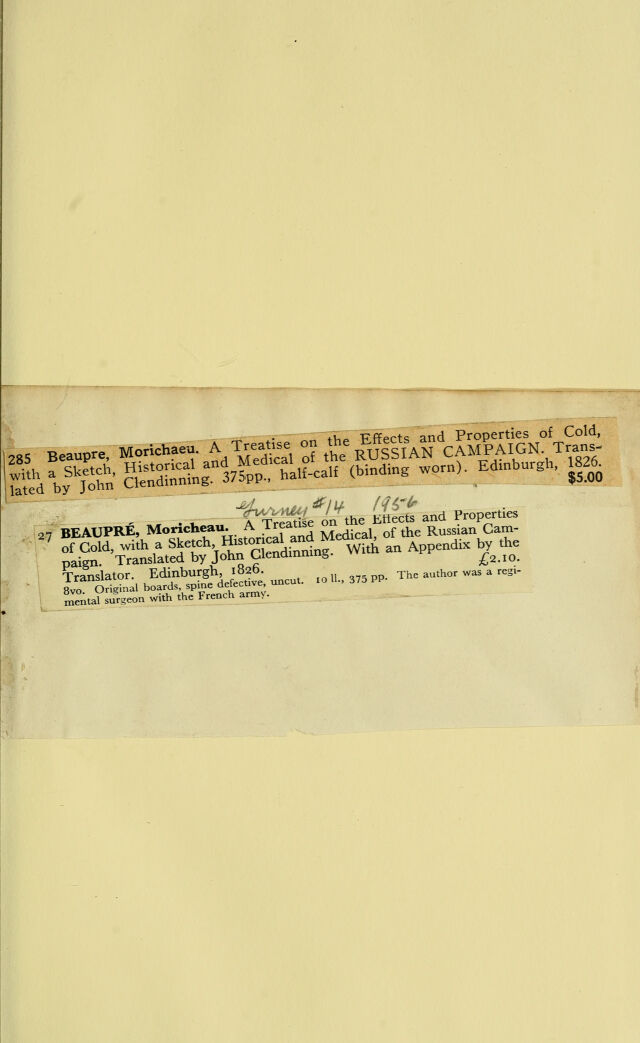 285 Beaupre, Morichaeu. A Treatise on the Effects and Properties of Cold,
with a Sketch, Historical and Medical of the RUSSIAN CAMPAIGN. Trans-
lated by John Clendinning. 375pp., half-calf (binding worn). Edinburgh, 1826.
$5.00
Gurney #14 1956
27 BEAUPRÉ, Moricheau. A Treatise on the Effects and Properties
of Cold, with a Sketch, Historical and Medical, of the Russian Cam-
paign. Translated by John Clendinning. With an Appendix by the
Translator. Edinburgh, 1826. £2.10.
8vo. Original boards, spine defective, uncut. 10 ll., 375 pp. The author was a regi-
mental surgeon with the French army.